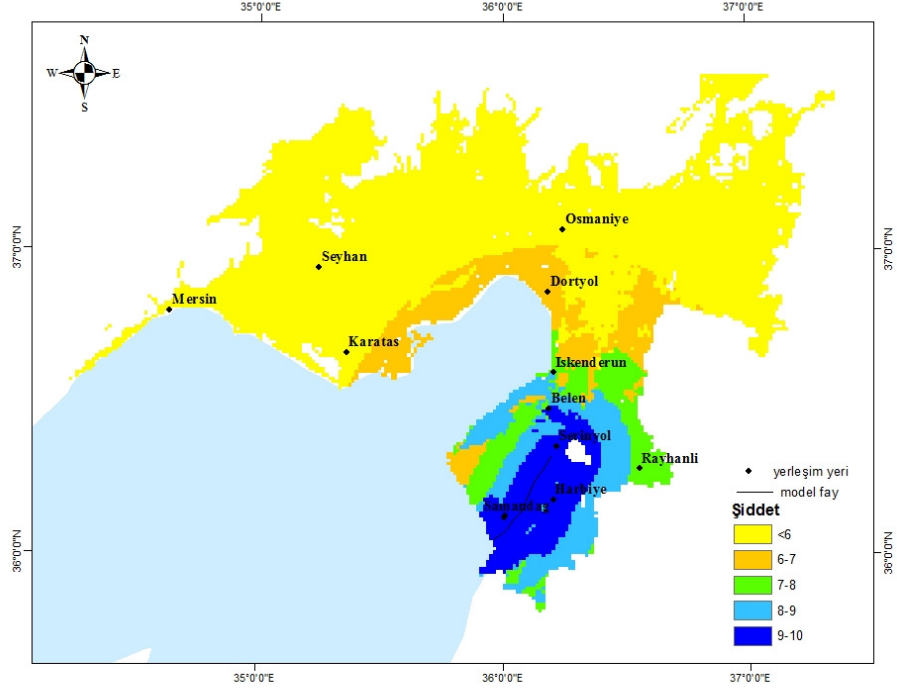 35°0'0"E 36°0'0"E 37°0'0"E
N
W E
S
37°0'0"N 37°0'0"N
Osmaniye
Seyhan
Dortyol
Mersin
Karatas
Iskenderun
Belen
Serinyol
Rayhanli
Harbiye
Samandag
yerleşim yeri
model fay
Şiddet
<6
6-7
7-8
8-9
9-10
36°0'0"N 36°0'0"N
35°0'0"E 36°0'0"E 37°0'0"E